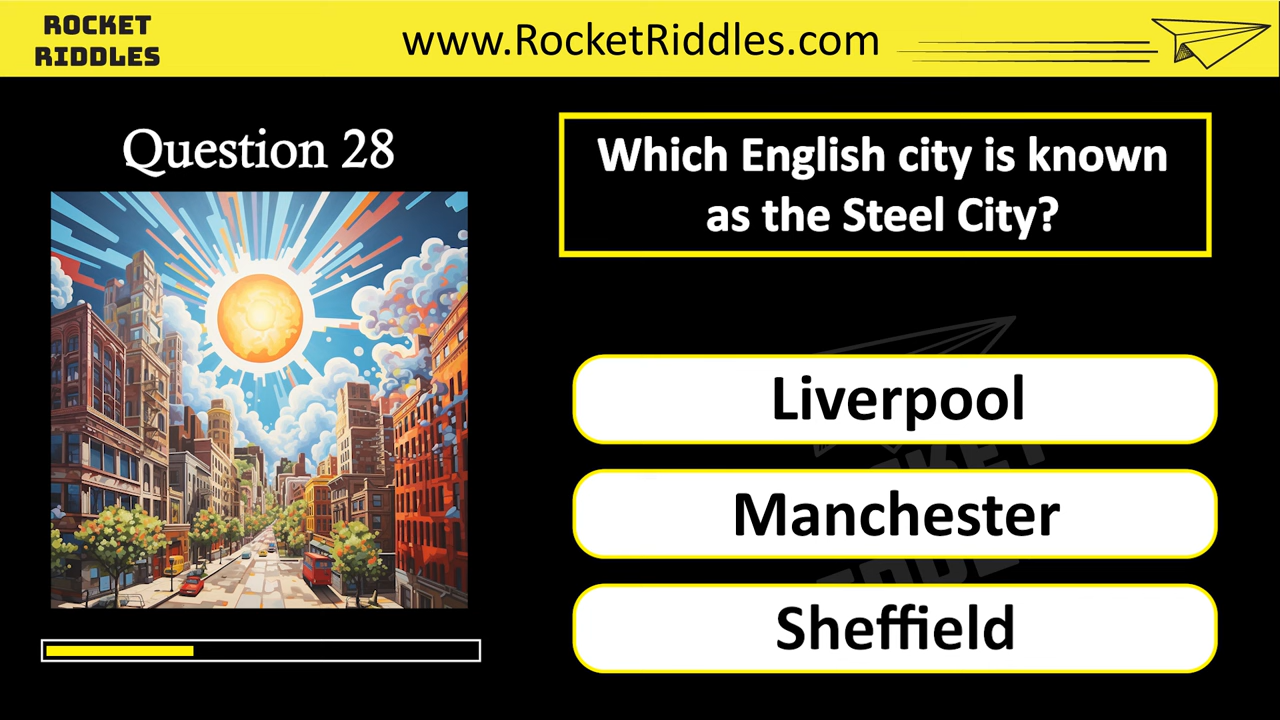 ROCKET
RIDDLES
www.RocketRiddles.com
Question 28
Which English city is known
as the Steel City?
Liverpool
Manchester
Sheffield